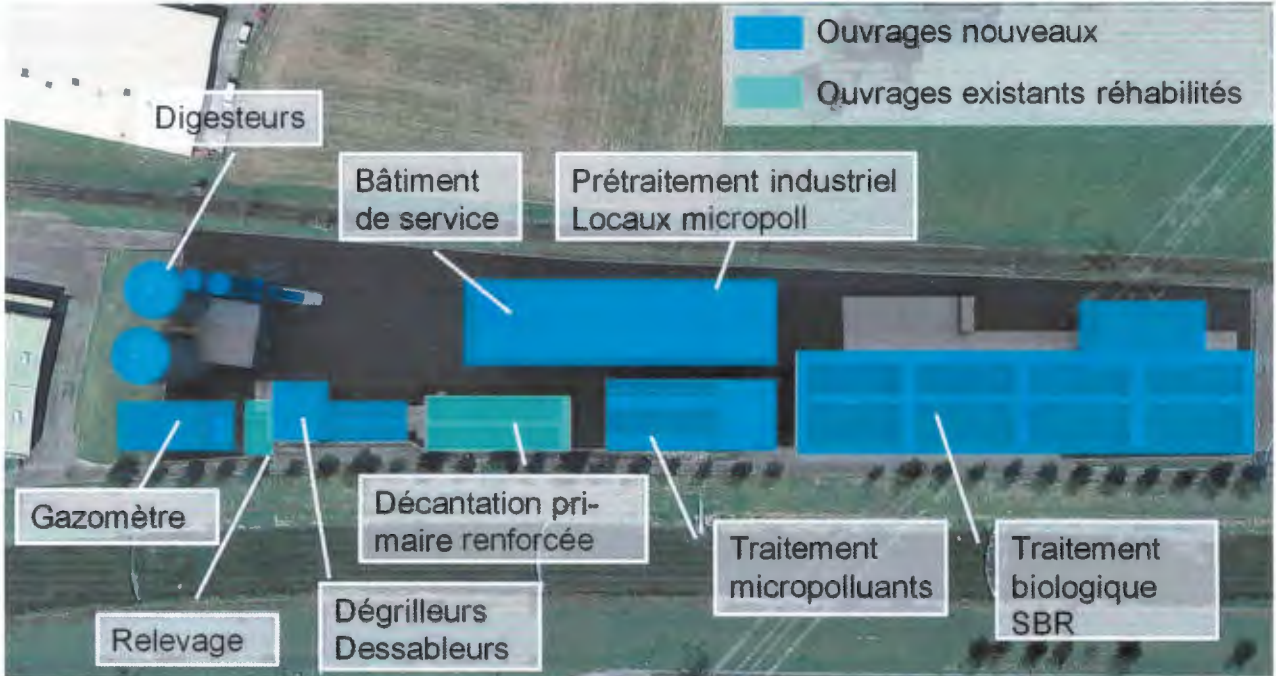 Ouvrages nouveaux
Ouvrages existants réhabilités
Digesteurs
Bâtiment
de service
Prétraitement industriel
Locaux micropoll
Gazomètre
Décantation pri-
maire renforcée
Traitement
micropolluants
Traitement
biologique
SBR
Relevage
Dégrilleurs
Dessableurs